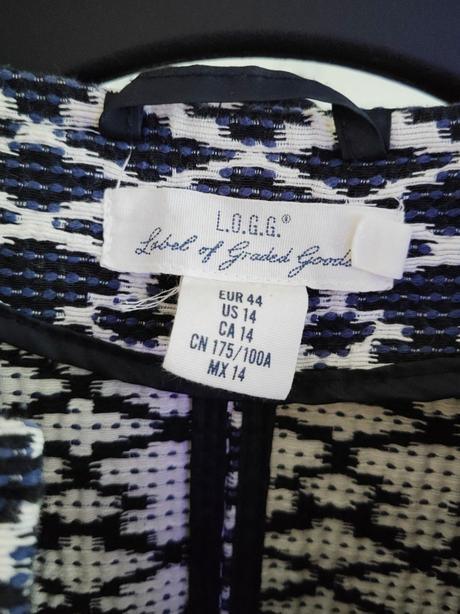 L.O.G.G.®
Label of Graded Goods
EUR 44
US 14
CA 14
CN 175/100A
MX 14